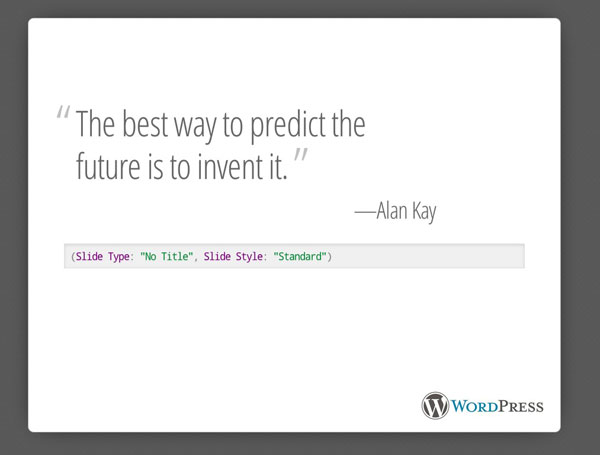 “The best way to predict the
future is to invent it.”
—Alan Kay
(Slide Type: "No Title", Slide Style: "Standard")
WORDPRESS